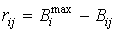 r_{ij} = B_i^{max} − B_{ij}